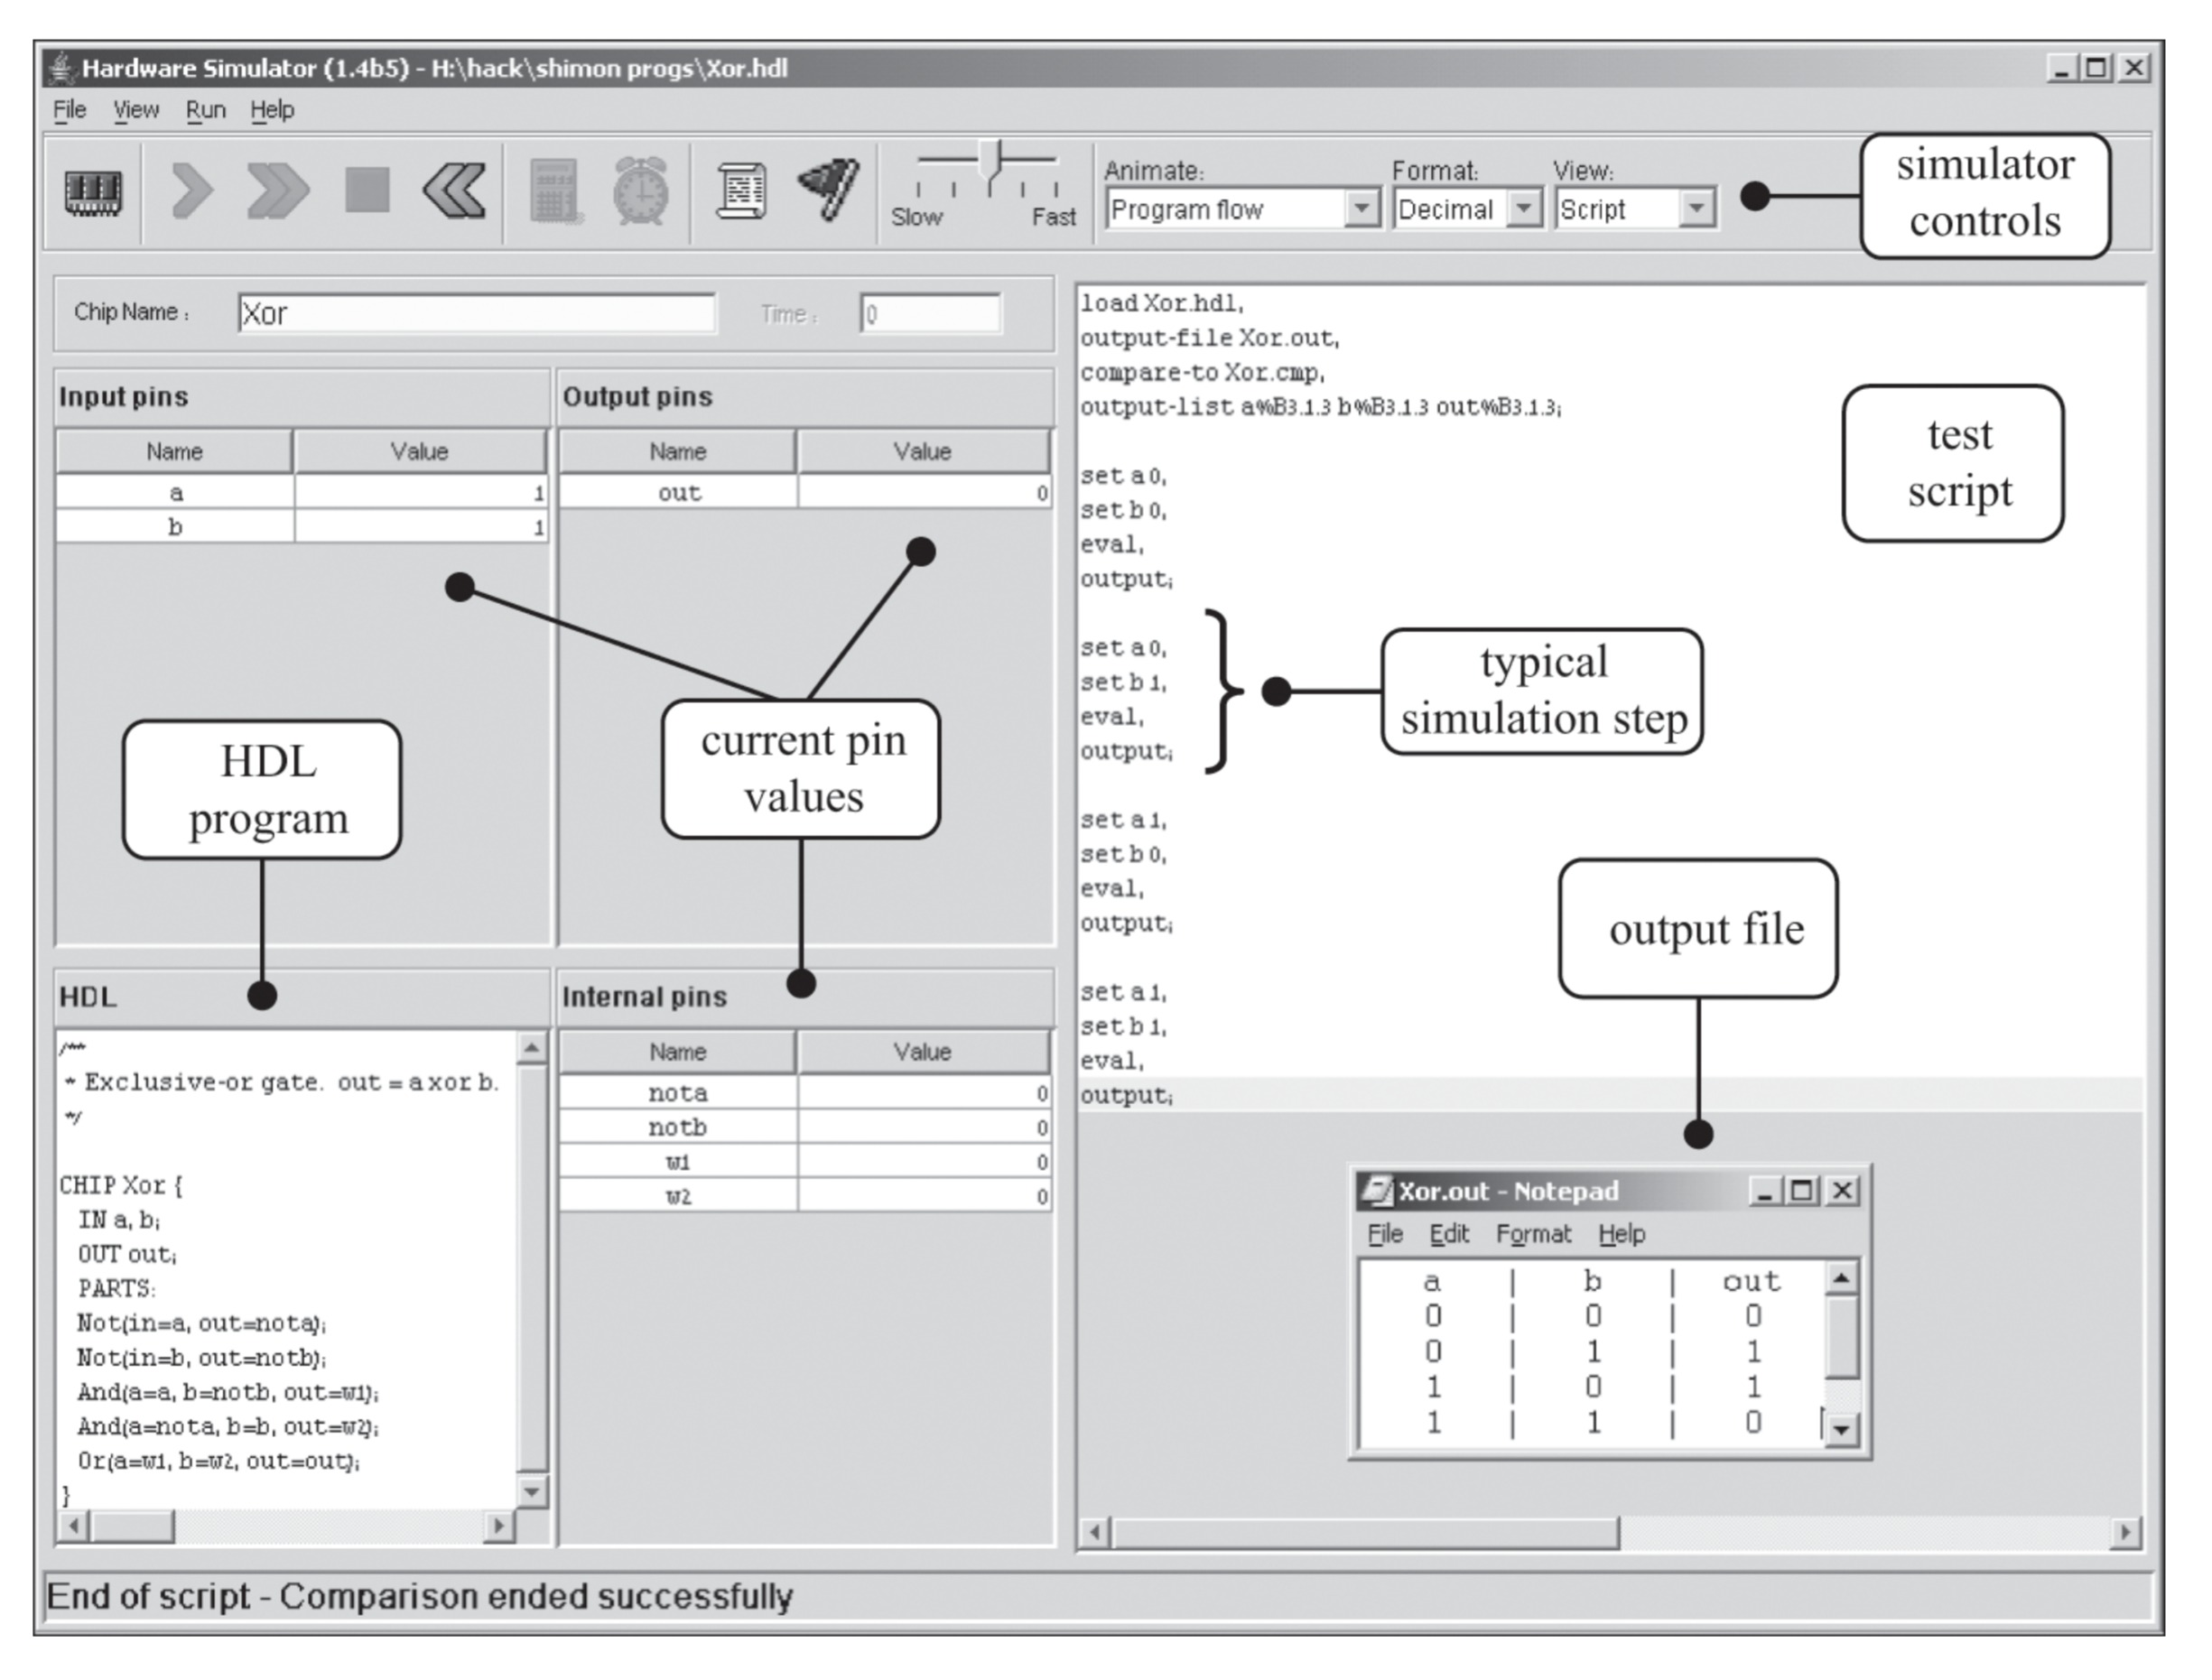 Hardware Simulator (1.4b5) - H:\hack\shimon progs\Xor.hdl
File View Run Help
Slow Fast
Animate: Format: View:
Program flow Decimal Script
simulator
controls
Chip Name : Xor Time : 0
Input pins
Name Value
a 1
b 1
Output pins
Name Value
out 0
current pin
values
HDL
program
HDL
/**
* Exclusive-or gate. out = a xor b.
*/
CHIP Xor {
IN a, b;
OUT out;
PARTS:
Not(in=a, out=nota);
Not(in=b, out=notb);
And(a=a, b=notb, out=w1);
And(a=nota, b=b, out=w2);
Or(a=w1, b=w2, out=out);
}
Internal pins
Name Value
nota 0
notb 0
w1 0
w2 0
load Xor.hdl,
output-file Xor.out,
compare-to Xor.cmp,
output-list a%B3.1.3 b%B3.1.3 out%B3.1.3;
set a 0,
set b 0,
eval,
output;
set a 0,
set b 1,
eval,
output;
set a 1,
set b 0,
eval,
output;
set a 1,
set b 1,
eval,
output;
test
script
typical
simulation step
output file
Xor.out - Notepad
File Edit Format Help
a | b | out
0 | 0 | 0
0 | 1 | 1
1 | 0 | 1
1 | 1 | 0
End of script - Comparison ended successfully